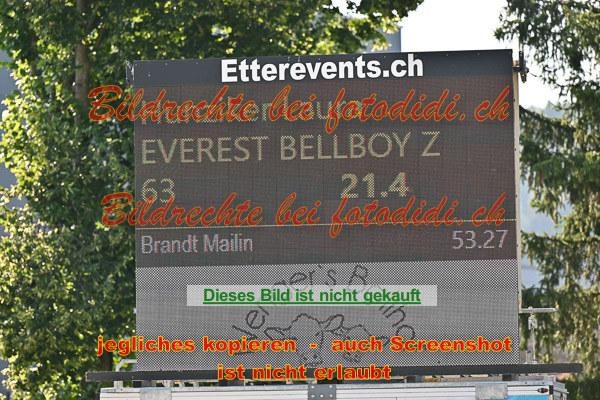 Etterevents.ch
Bildrechte bei fotodidi.ch
EVEREST BELLBOY Z
63 21.4
Bildrechte bei fotodidi.ch
Brandt Mailin 53.27
Dieses Bild ist nicht gekauft
jegliches kopieren - auch Screenshot
ist nicht erlaubt